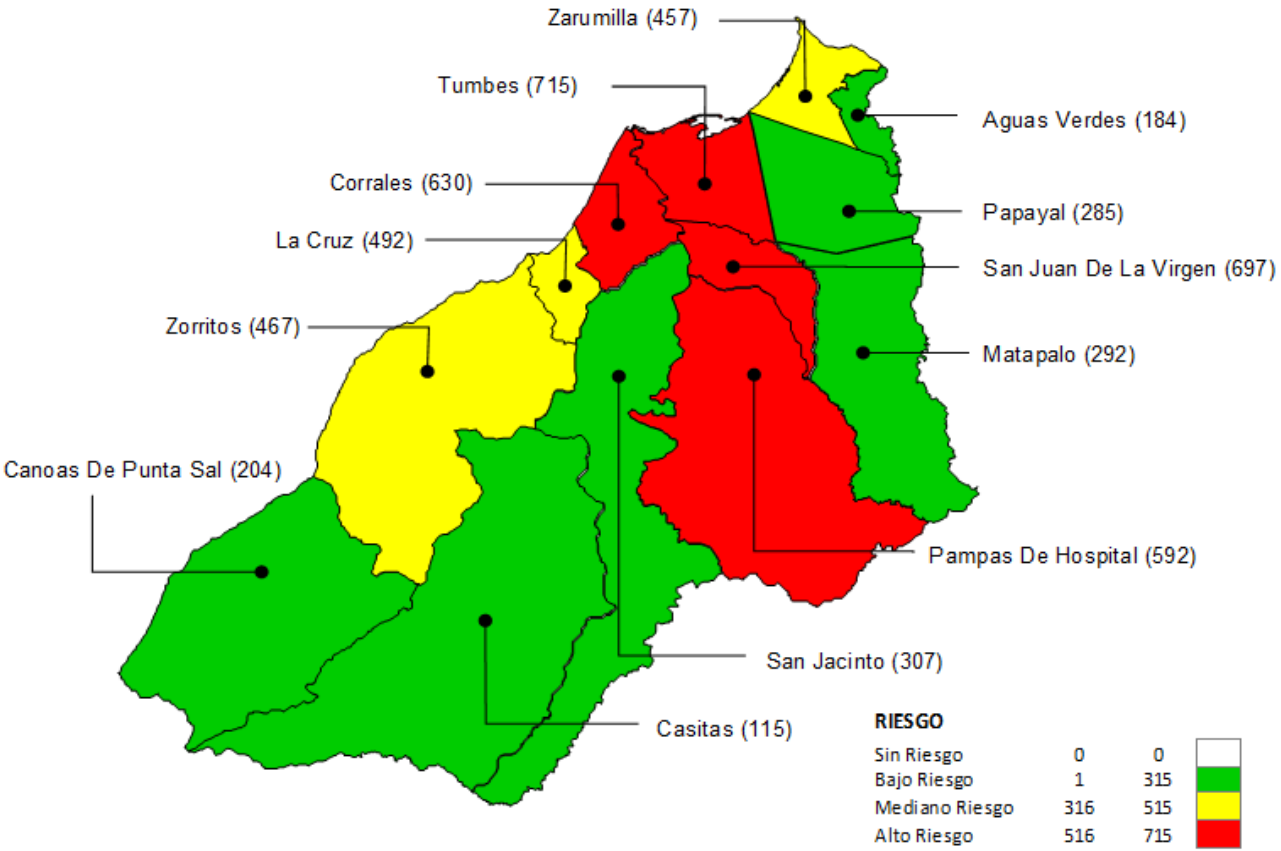 Zarumilla (457)
Tumbes (715)
Aguas Verdes (184)
Corrales (630)
Papayal (285)
La Cruz (492)
San Juan De La Virgen (697)
Zorritos (467)
Matapalo (292)
Canoas De Punta Sal (204)
Pampas De Hospital (592)
San Jacinto (307)
Casitas (115)
RIESGO
Sin Riesgo 0 0
Bajo Riesgo 1 315
Mediano Riesgo 316 515
Alto Riesgo 516 715